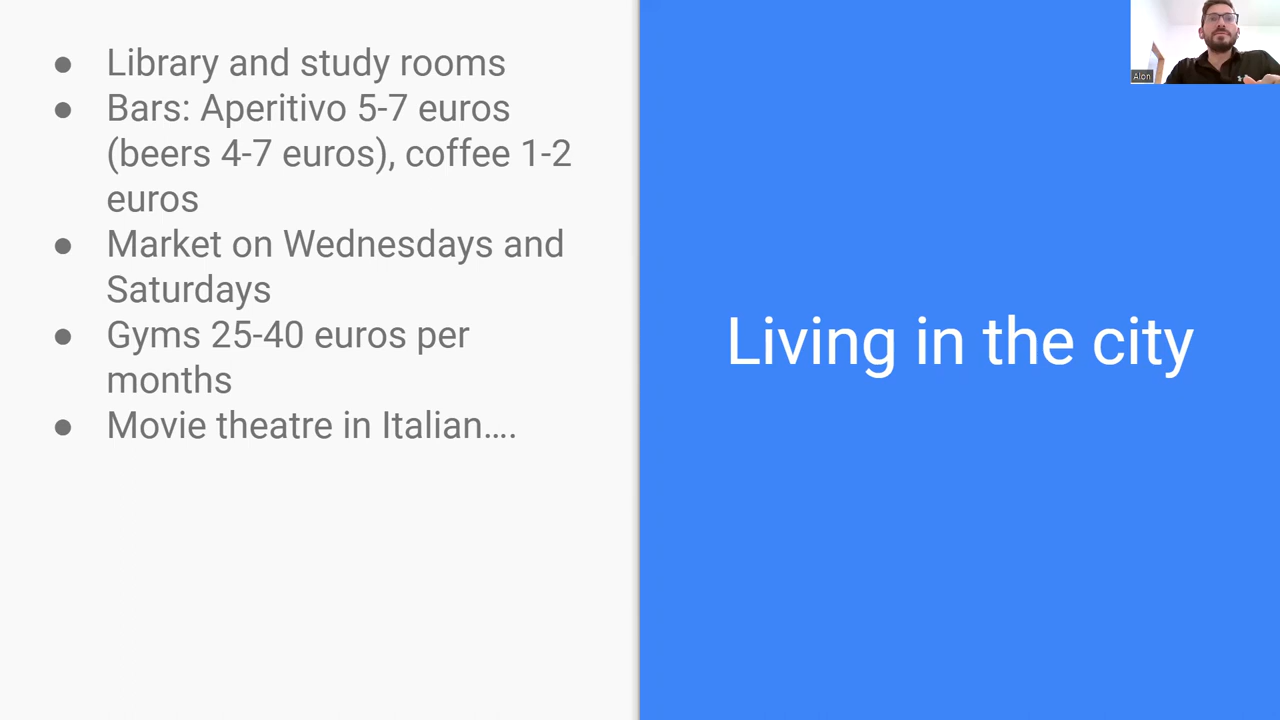 ● Library and study rooms
● Bars: Aperitivo 5-7 euros
(beers 4-7 euros), coffee 1-2
euros
● Market on Wednesdays and
Saturdays
● Gyms 25-40 euros per
months
● Movie theatre in Italian....
Living in the city
Alon